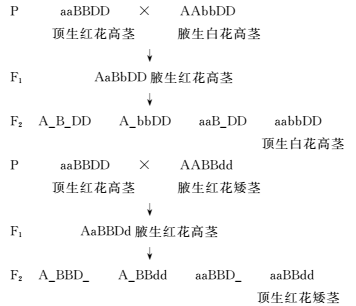 P aaBBDD × AAbbDD
顶生红花高茎 腋生白花高茎
↓
F₁ AaBbDD 腋生红花高茎
↓
F₂ A_B_DD A_bbDD aaB_DD aabbDD
顶生白花高茎
P aaBBDD × AABBdd
顶生红花高茎 腋生红花矮茎
↓
F₁ AaBBDd 腋生红花高茎
↓
F₂ A_BBD_ A_BBdd aaBBD_ aaBBdd
顶生红花矮茎